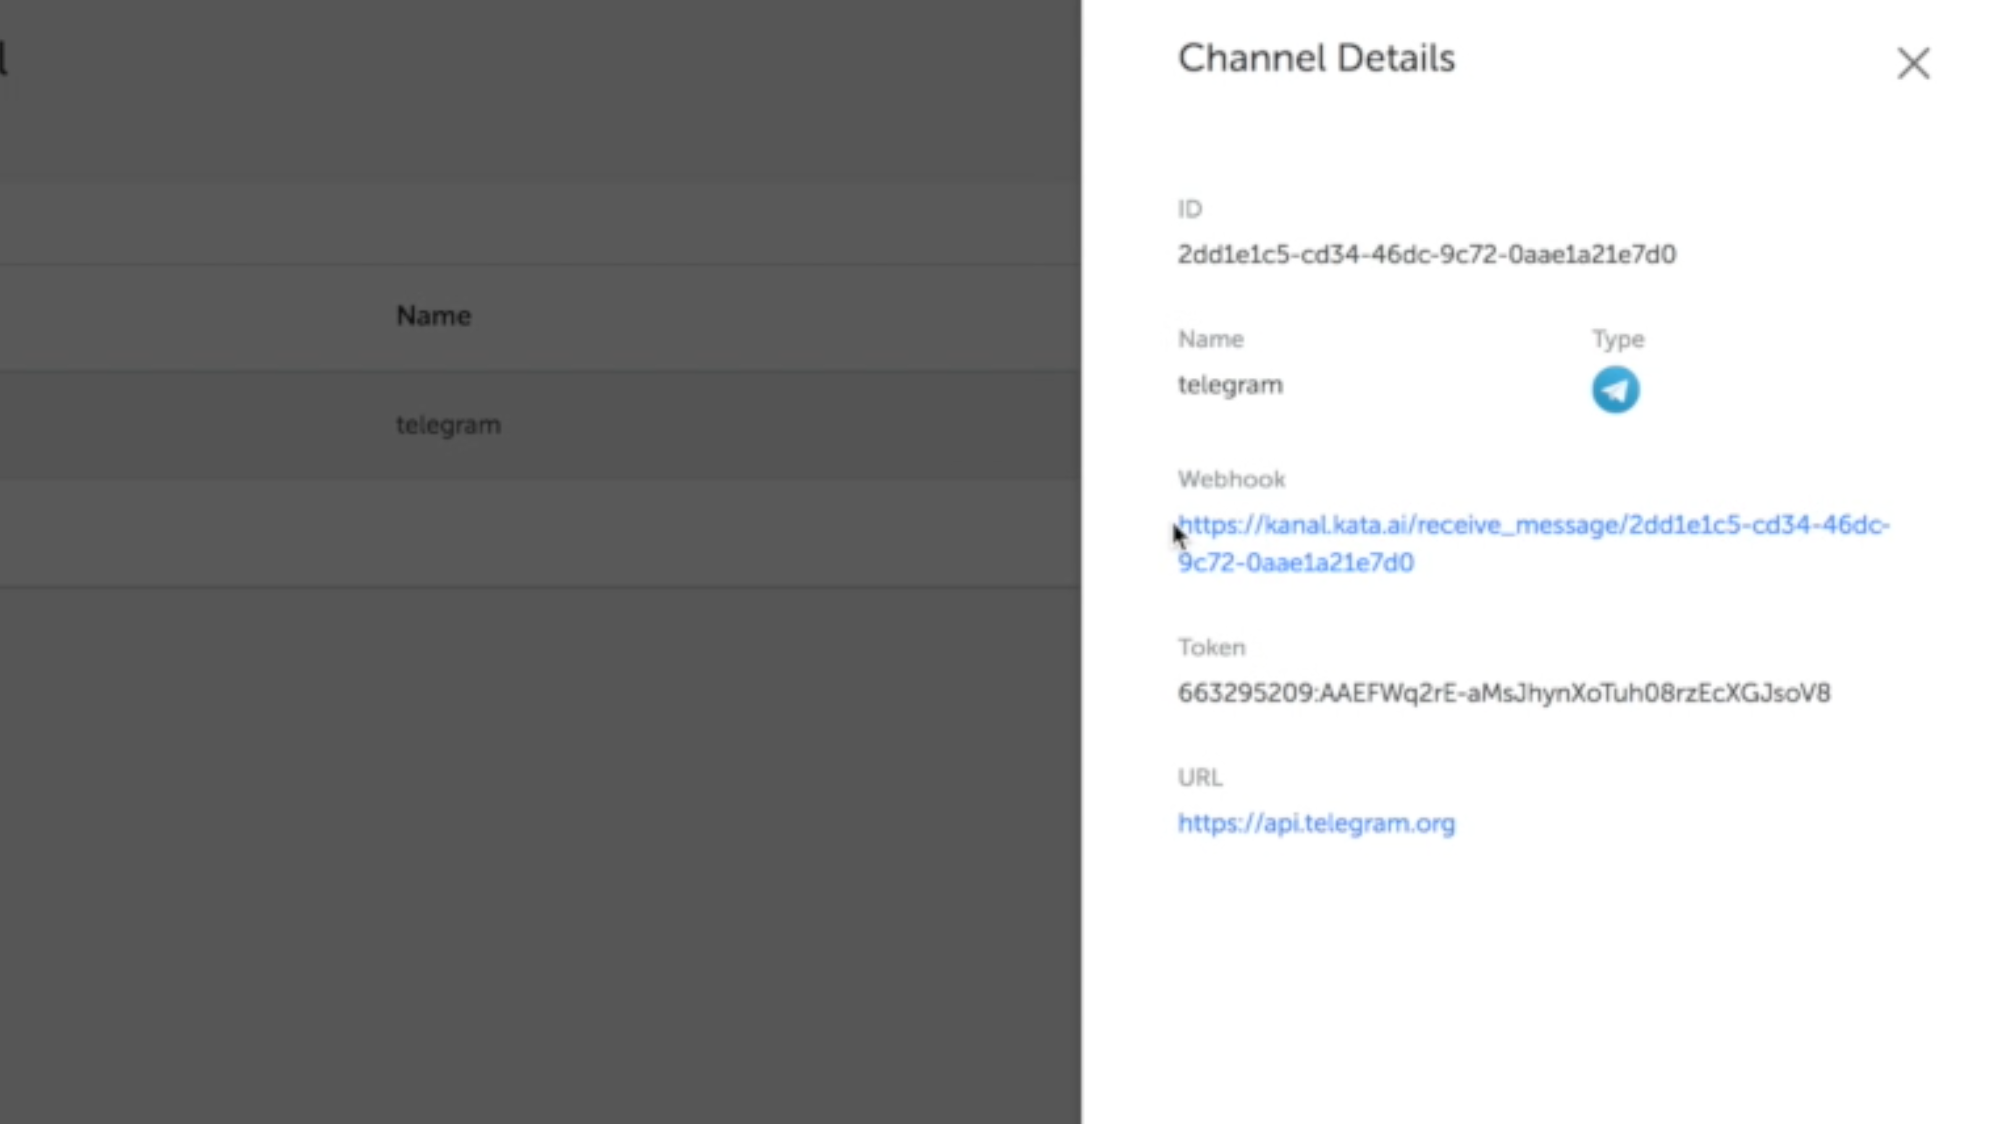 Channel Details
ID
2dd1e1c5-cd34-46dc-9c72-0aae1a21e7d0
Name
Type
telegram
Webhook
https://kanal.kata.ai/receive_message/2dd1e1c5-cd34-46dc-
9c72-0aae1a21e7d0
Token
663295209:AAEFWq2rE-aMsJhynXoTuh08rzEcXGJsoV8
URL
https://api.telegram.org
Name
telegram